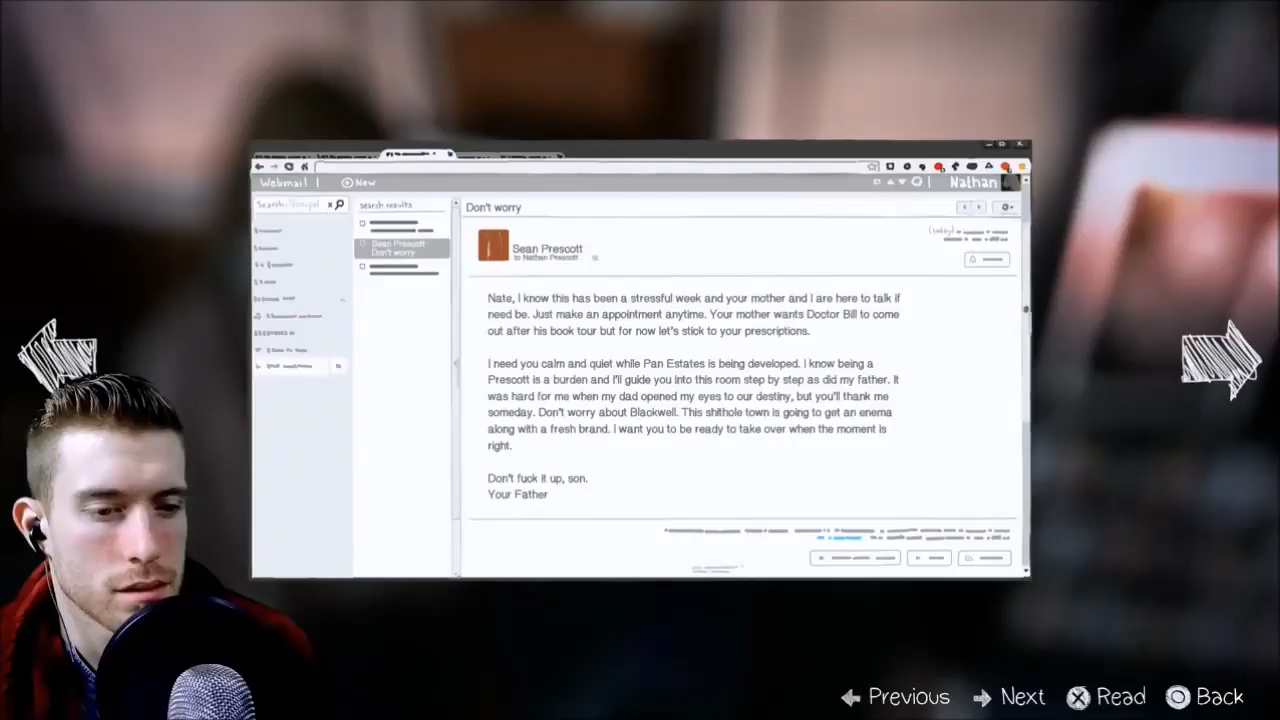 Webmail | New
Nathan
Search
x
search results
Don't worry
Sean Prescott
Don't worry
Sean Prescott
to Nathan Prescott
(today)
Nate, I know this has been a stressful week and your mother and I are here to talk if
need be. Just make an appointment anytime. Your mother wants Doctor Bill to come
out after his book tour but for now let's stick to your prescriptions.
I need you calm and quiet while Pan Estates is being developed. I know being a
Prescott is a burden and I'll guide you into this room step by step as did my father. It
was hard for me when my dad opened my eyes to our destiny, but you'll thank me
someday. Don't worry about Blackwell. This shithole town is going to get an enema
along with a fresh brand. I want you to be ready to take over when the moment is
right.
Don't fuck it up, son.
Your Father
Previous Next Read Back